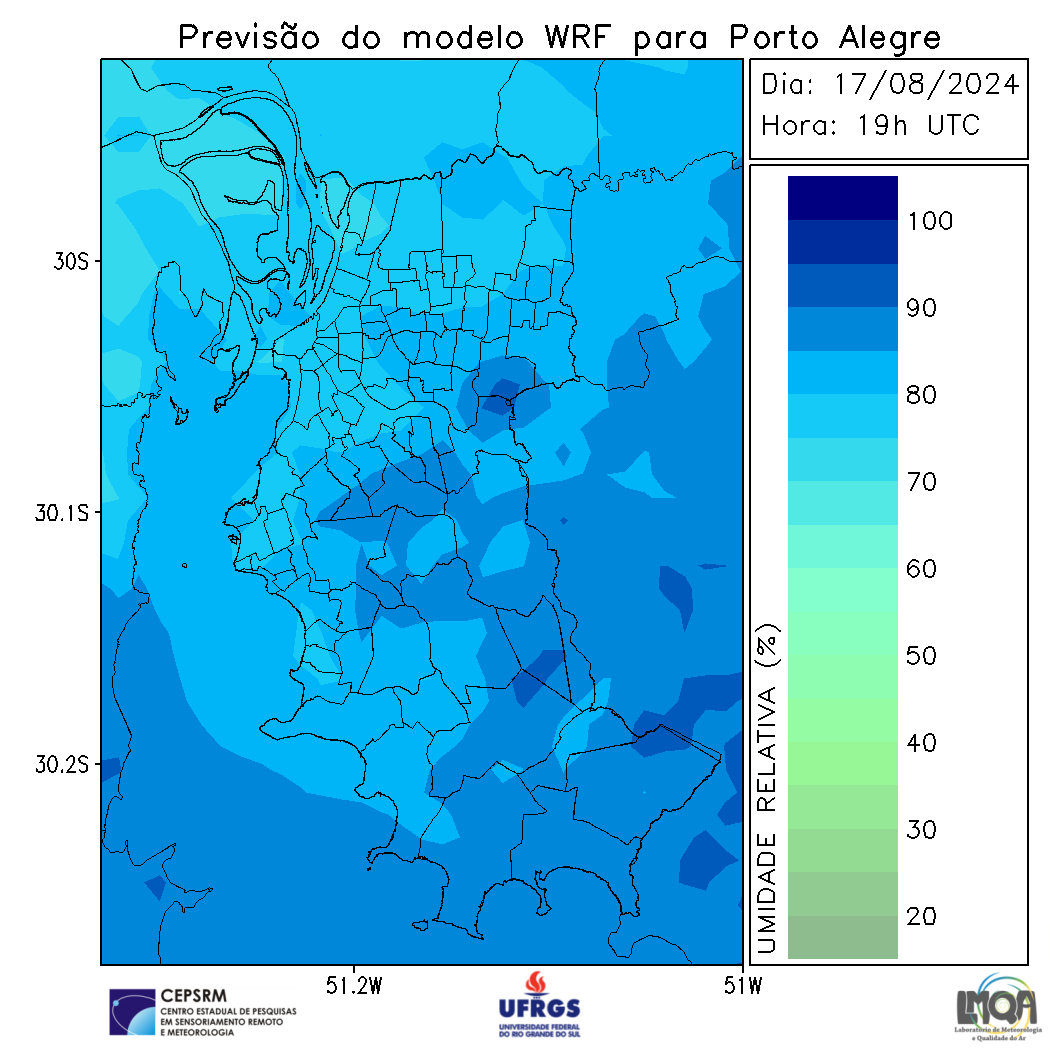 Previsão do modelo WRF para Porto Alegre
Dia: 17/08/2024
Hora: 19h UTC
30S
30.1S
30.2S
51.2W
51W
100
90
80
70
60
50
40
30
20
UMIDADE RELATIVA (%)
CEPSRM
CENTRO ESTADUAL DE PESQUISAS
EM SENSORIAMENTO REMOTO
E METEOROLOGIA
UFRGS
UNIVERSIDADE FEDERAL
DO RIO GRANDE DO SUL
LMQA
Laboratório de Meteorologia
e Qualidade do Ar